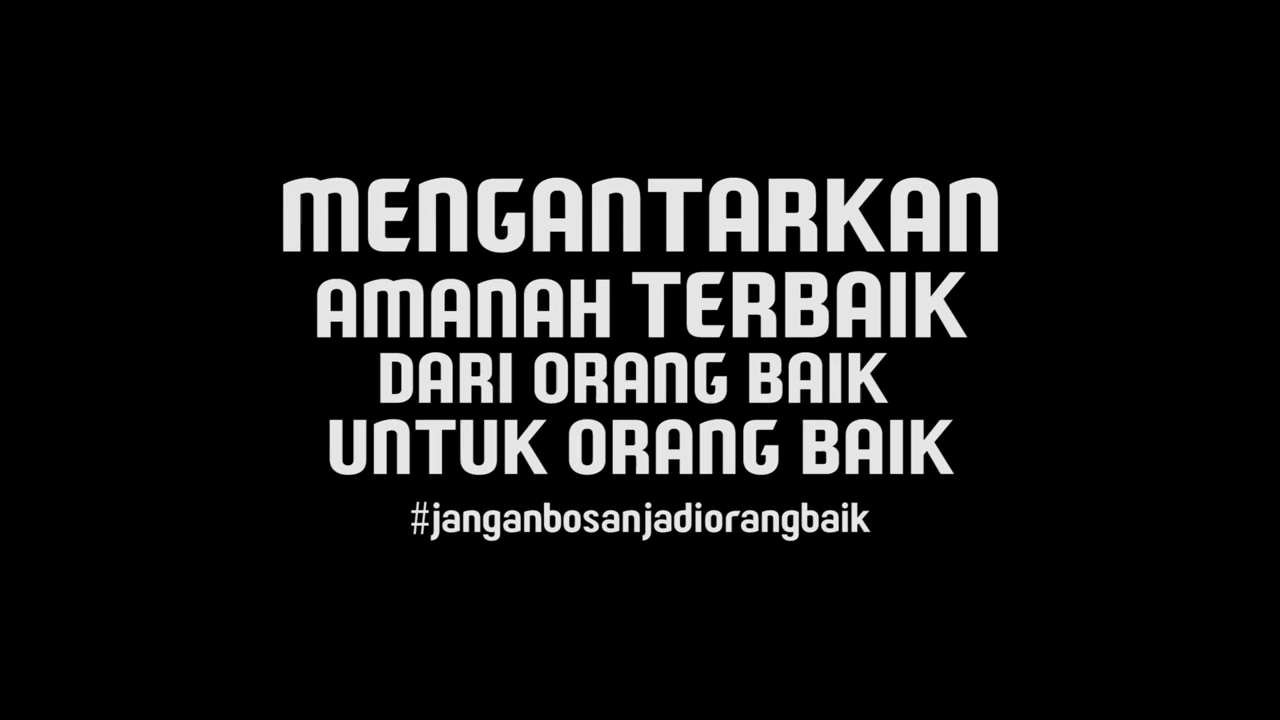 MENGANTARKAN
AMANAH TERBAIK
DARI ORANG BAIK
UNTUK ORANG BAIK
#janganbosanjadiorangbaik